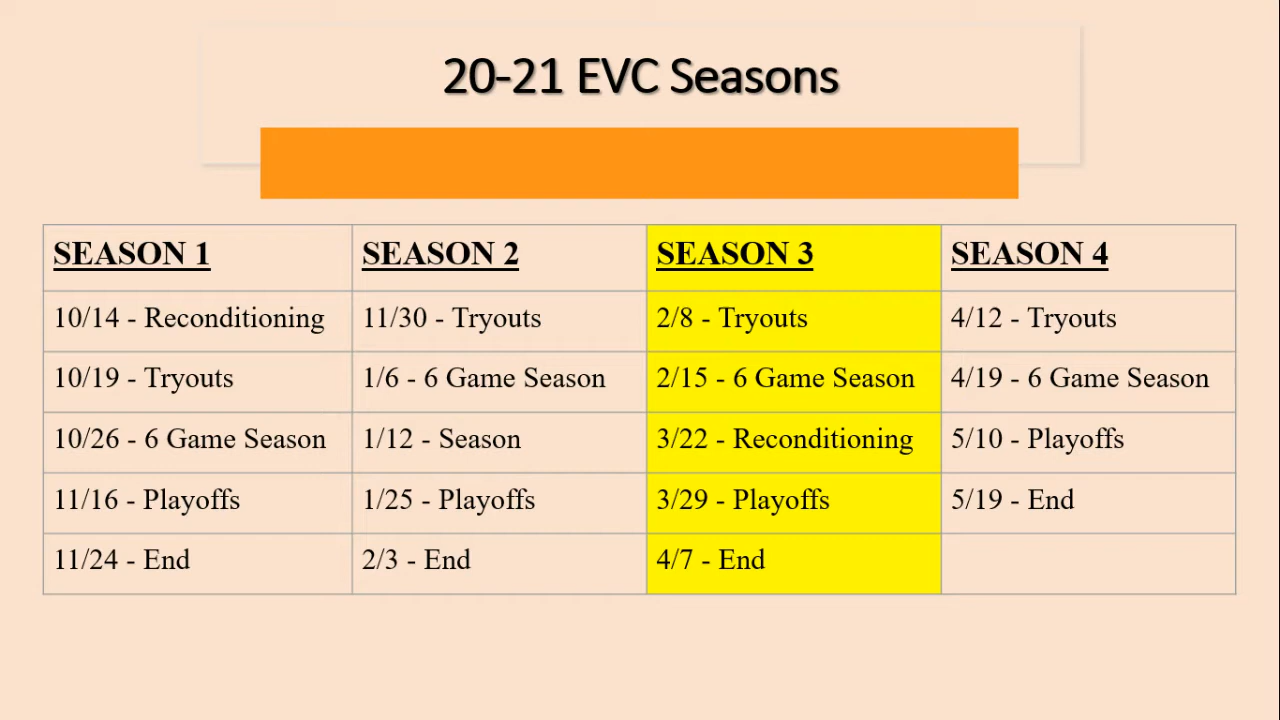 20-21 EVC Seasons
SEASON 1 SEASON 2 SEASON 3 SEASON 4
10/14 - Reconditioning 11/30 - Tryouts 2/8 - Tryouts 4/12 - Tryouts
10/19 - Tryouts 1/6 - 6 Game Season 2/15 - 6 Game Season 4/19 - 6 Game Season
10/26 - 6 Game Season 1/12 - Season 3/22 - Reconditioning 5/10 - Playoffs
11/16 - Playoffs 1/25 - Playoffs 3/29 - Playoffs 5/19 - End
11/24 - End 2/3 - End 4/7 - End